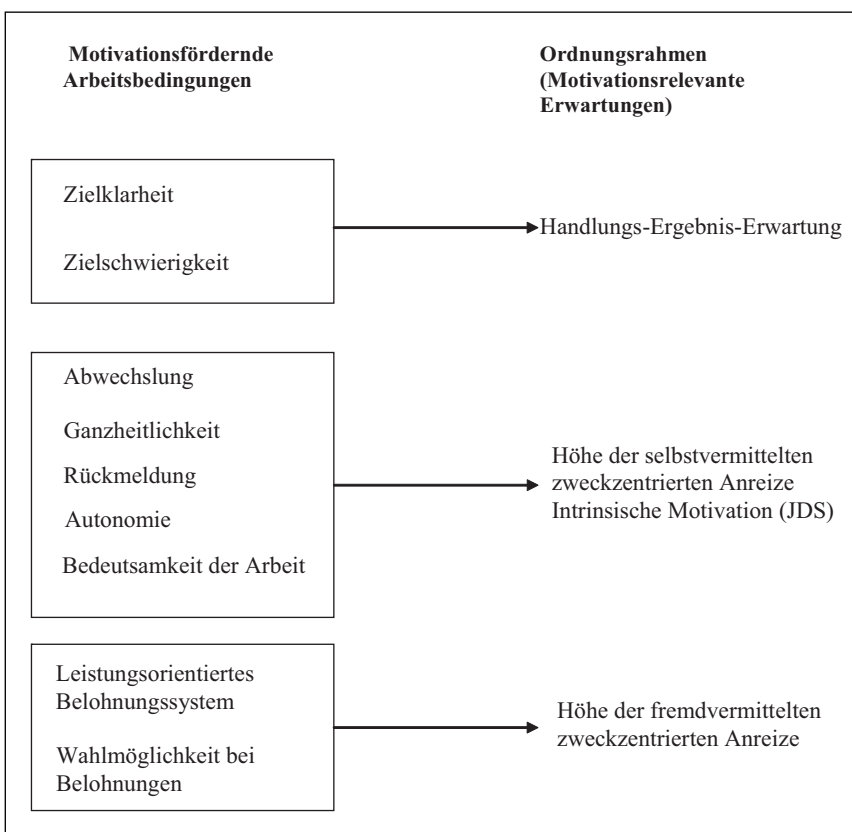 Motivationsfördernde
Arbeitsbedingungen
Ordnungsrahmen
(Motivationsrelevante
Erwartungen)
Zielklarheit
Zielschwierigkeit
Handlungs-Ergebnis-Erwartung
Abwechslung
Ganzheitlichkeit
Rückmeldung
Autonomie
Bedeutsamkeit der Arbeit
Höhe der selbstvermittelten
zweckzentrierten Anreize
Intrinsische Motivation (JDS)
Leistungsorientiertes
Belohnungssystem
Wahlmöglichkeit bei
Belohnungen
Höhe der fremdvermittelten
zweckzentrierten Anreize